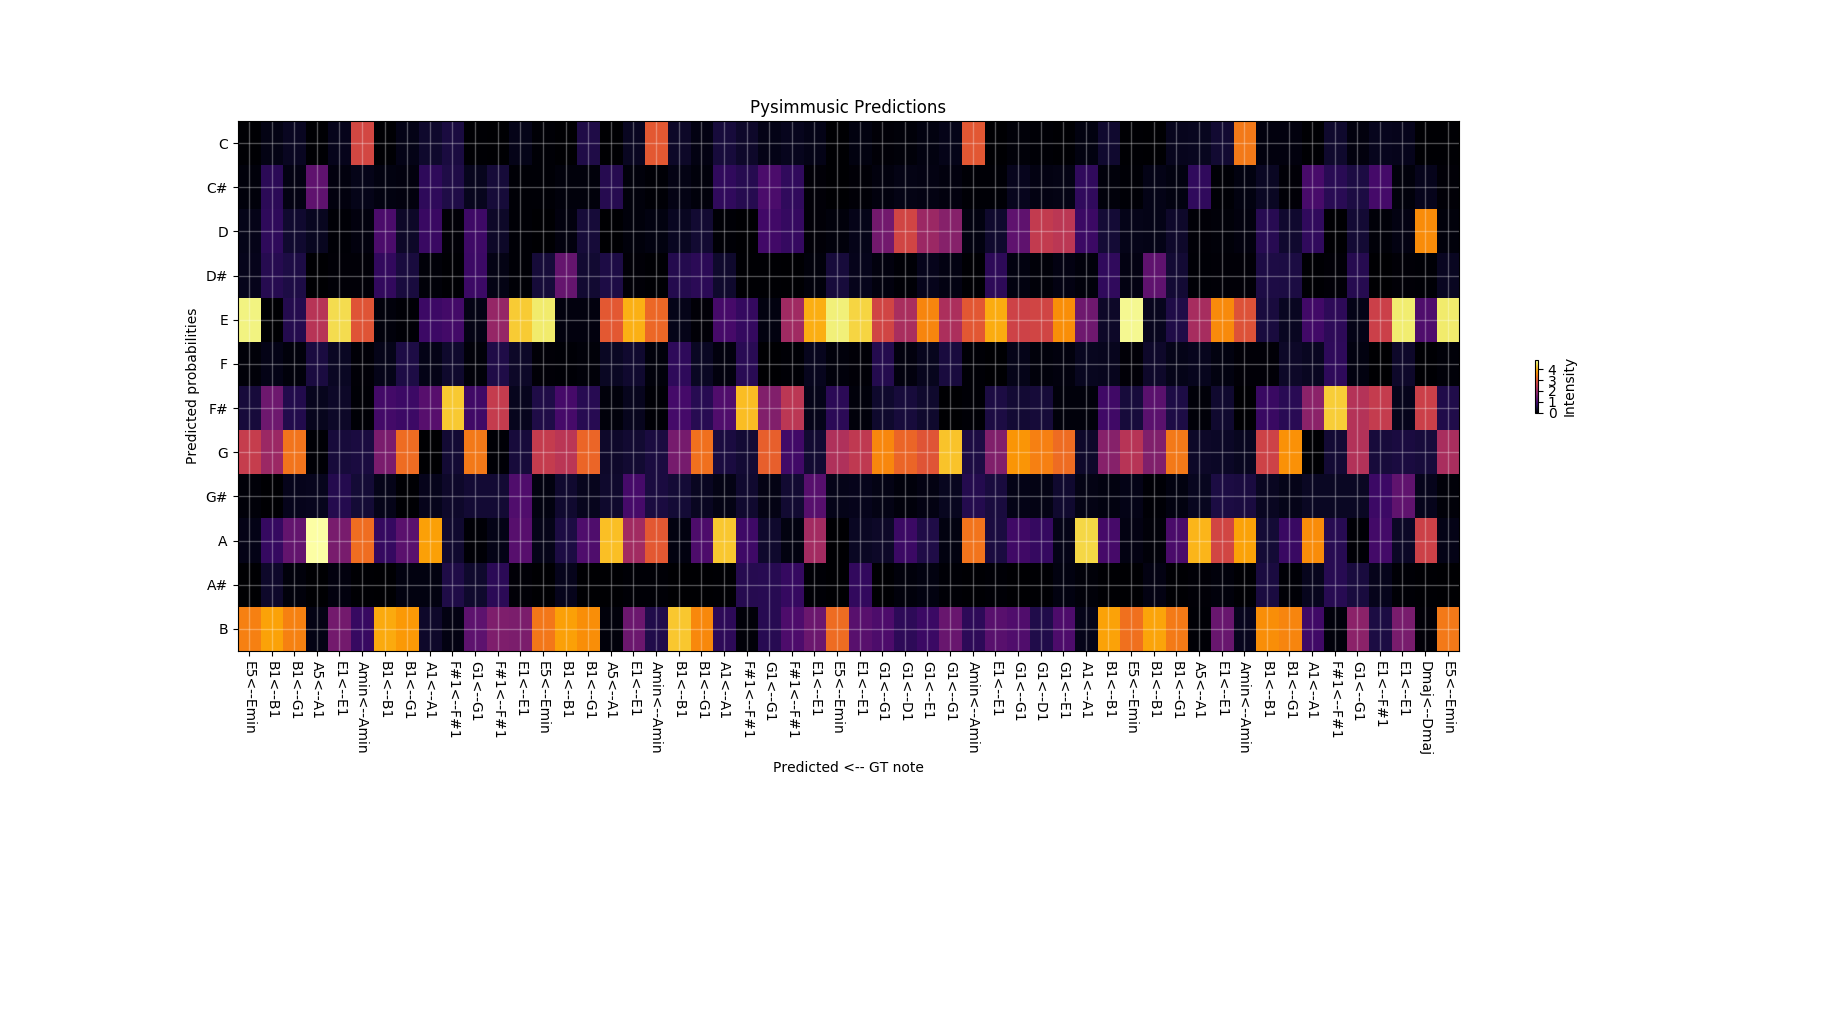 Pysimmusic Predictions
C
C#
D
D#
E
F
F#
G
G#
A
A#
B
Predicted probabilities
E5<--Emin
B1<--B1
B1<--G1
A5<--A1
E1<--E1
Amin<--Amin
B1<--B1
B1<--G1
A1<--A1
F#1<--F#1
G1<--G1
F#1<--F#1
E1<--E1
E5<--Emin
B1<--B1
B1<--G1
A5<--A1
E1<--E1
Amin<--Amin
B1<--B1
B1<--G1
A1<--A1
F#1<--F#1
G1<--G1
F#1<--F#1
E1<--E1
E5<--Emin
E1<--E1
G1<--G1
G1<--D1
G1<--E1
G1<--G1
Amin<--Amin
E1<--E1
G1<--G1
G1<--D1
G1<--E1
A1<--A1
B1<--B1
E5<--Emin
B1<--B1
B1<--G1
A5<--A1
E1<--E1
Amin<--Amin
B1<--B1
B1<--G1
A1<--A1
F#1<--F#1
G1<--G1
E1<--F#1
E1<--E1
Dmaj<--Dmaj
E5<--Emin
Predicted <-- GT note
4
3
2
1
0
Intensity